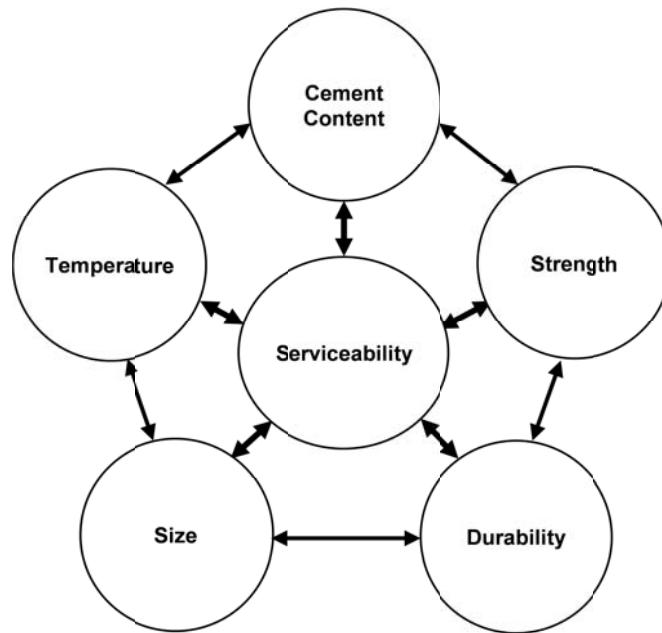 Cement
Content
Temperature
Strength
Serviceability
Size
Durability